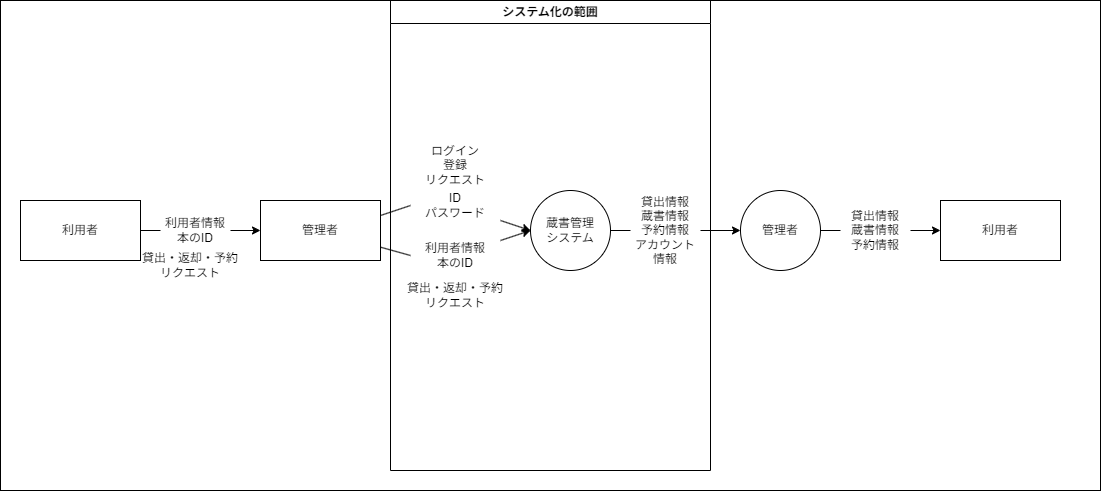 システム化の範囲
利用者
利用者情報
本のID
貸出・返却・予約
リクエスト
管理者
ログイン
登録
リクエスト
ID
パスワード
利用者情報
本のID
貸出・返却・予約
リクエスト
蔵書管理
システム
貸出情報
蔵書情報
予約情報
アカウント
情報
管理者
貸出情報
蔵書情報
予約情報
利用者